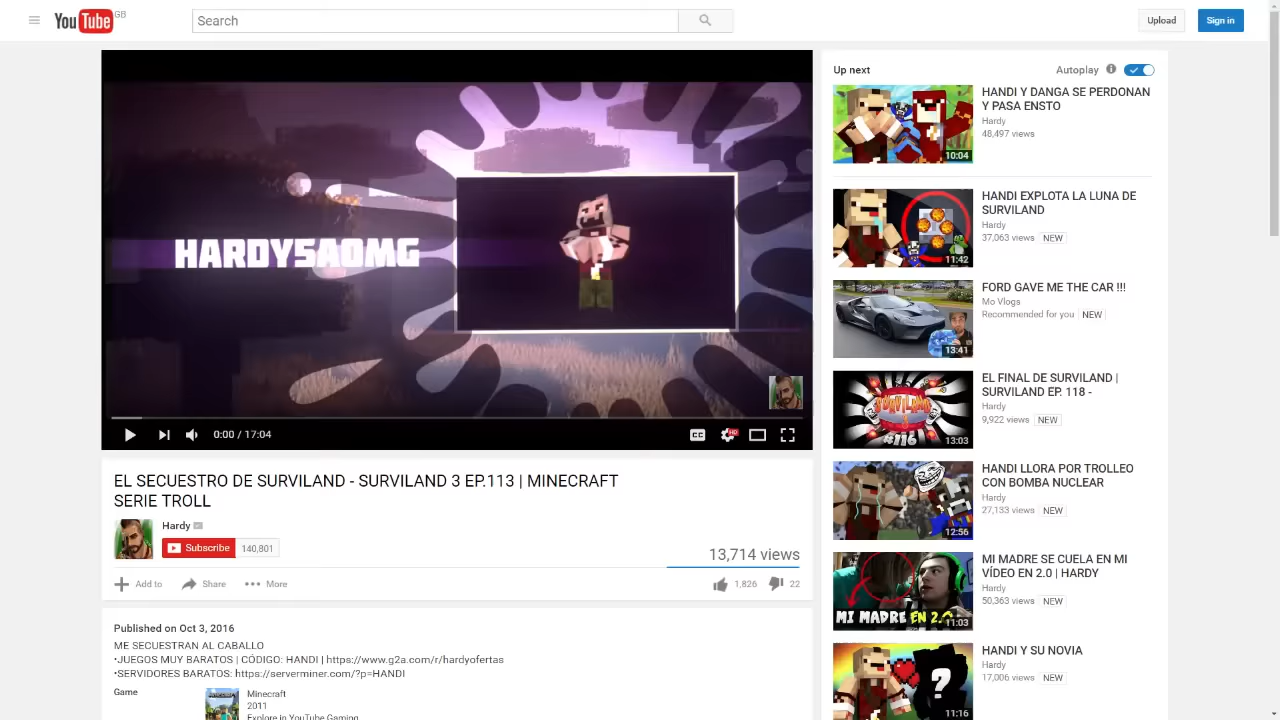 YouTube GB
Search
Upload
Sign in
HARDYSAOMG
0:00 / 17:04
CC
HD
EL SECUESTRO DE SURVILAND - SURVILAND 3 EP.113 | MINECRAFT
SERIE TROLL
Hardy
Subscribe 140,801
13,714 views
Add to Share More
1,826 22
Published on Oct 3,
ME SECUESTRAN AL CABALLO
•JUEGOS MUY BARATOS | CÓDIGO: HANDI | https://www.g2a.com/r/hardyofertas
•SERVIDORES BARATOS: https://serverminer.com/?p=HANDI
Game
Minecraft
2011
Explore in YouTube Gaming
Up next
Autoplay
HANDI Y DANGA SE PERDONAN
Y PASA ENSTO
Hardy
48,497 views
10:04
HANDI EXPLOTA LA LUNA DE
SURVILAND
Hardy
37,063 views NEW
11:42
FORD GAVE ME THE CAR !!!
Mo Vlogs
Recommended for you NEW
13:41
EL FINAL DE SURVILAND |
SURVILAND EP. 118 -
Hardy
9,922 views NEW
SURVILAND
3
#116
13:03
HANDI LLORA POR TROLLEO
CON BOMBA NUCLEAR
Hardy
27,133 views NEW
12:56
MI MADRE SE CUELA EN MI
VÍDEO EN 2.0 | HARDY
Hardy
50,363 views NEW
MI MADRE EN 2.0
11:03
HANDI Y SU NOVIA
Hardy
17,006 views NEW
?
11:16